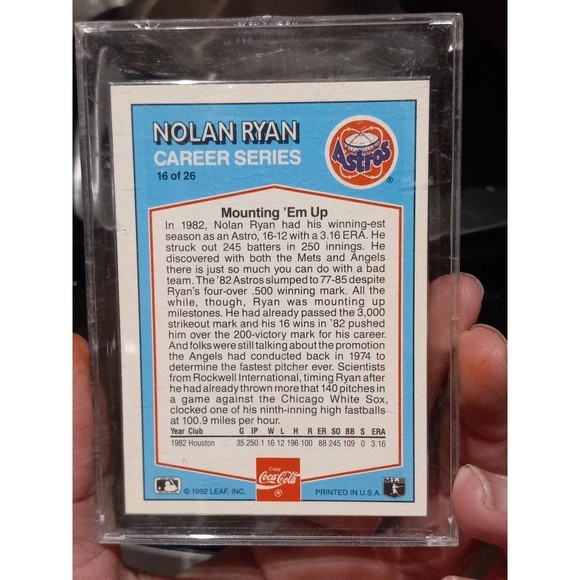 NOLAN RYAN
CAREER SERIES
16 of 26
Astros
®
Mounting 'Em Up
In 1982, Nolan Ryan had his winning-est
season as an Astro, 16-12 with a 3.16 ERA. He
struck out 245 batters in 250 innings. He
discovered with both the Mets and Angels
there is just so much you can do with a bad
team. The '82 Astros slumped to 77-85 despite
Ryan's four-over .500 winning mark. All the
while, though, Ryan was mounting up
milestones. He had already passed the 3,000
strikeout mark and his 16 wins in '82 pushed
him over the 200-victory mark for his career.
And folks were still talking about the promotion
the Angels had conducted back in 1974 to
determine the fastest pitcher ever. Scientists
from Rockwell International, timing Ryan after
he had already thrown more that 140 pitches in
a game against the Chicago White Sox,
clocked one of his ninth-inning high fastballs
at 100.9 miles per hour.
Year Club G IP W L H R ER SO BB S ERA
1982 Houston 35 250.1 16 12 196 100 88 245 109 0 3.16
Enjoy
Coca-Cola
®
© 1992 LEAF, INC.
PRINTED IN U.S.A.